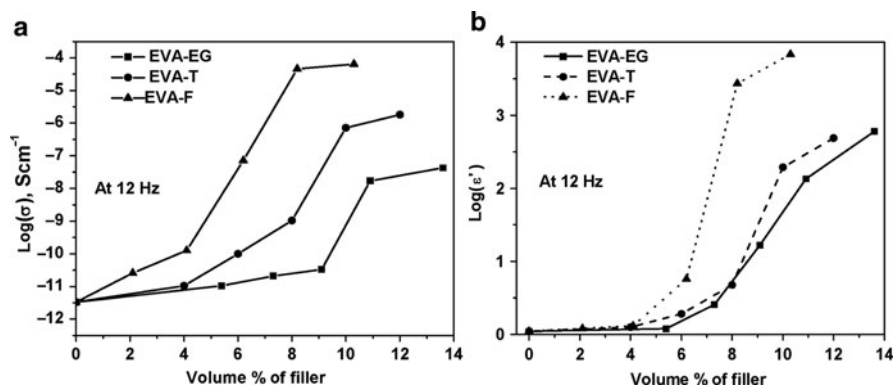 a
Log(σ), Scm⁻¹
–4
–5
–6
–7
–8
–9
–10
–11
–12
EVA-EG
EVA-T
EVA-F
At 12 Hz
0 2 4 6 8 10 12 14
Volume % of filler
b
Log(ε')
4
3
2
1
0
EVA-EG
EVA-T
EVA-F
At 12 Hz
0 2 4 6 8 10 12 14
Volume % of filler